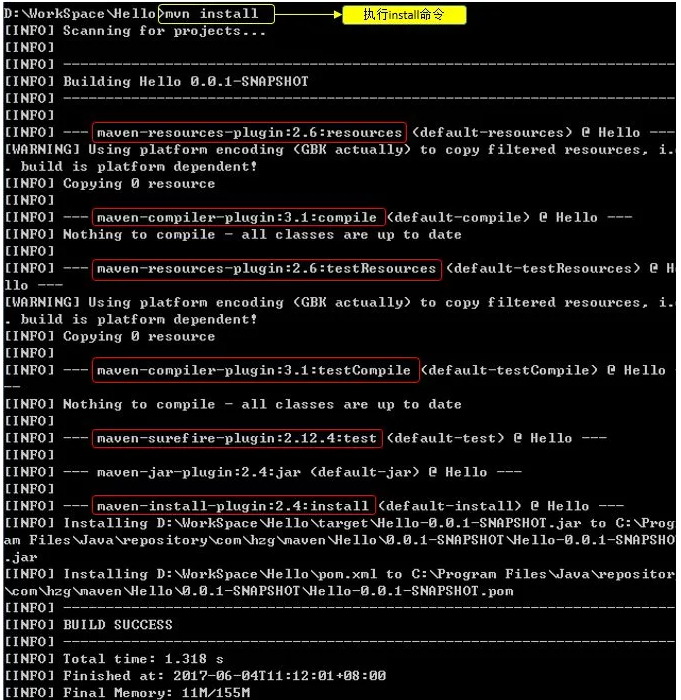 D:\WorkSpace\Hello>mvn install 执行install命令
[INFO] Scanning for projects...
[INFO]
[INFO] ------------------------------------------------------------------------
[INFO] Building Hello 0.0.1-SNAPSHOT
[INFO] ------------------------------------------------------------------------
[INFO]
[INFO] --- maven-resources-plugin:2.6:resources (default-resources) @ Hello ---
[WARNING] Using platform encoding (GBK actually) to copy filtered resources, i.e
. build is platform dependent!
[INFO] Copying 0 resource
[INFO]
[INFO] --- maven-compiler-plugin:3.1:compile (default-compile) @ Hello ---
[INFO] Nothing to compile - all classes are up to date
[INFO]
[INFO] --- maven-resources-plugin:2.6:testResources (default-testResources) @ He
llo ---
[WARNING] Using platform encoding (GBK actually) to copy filtered resources, i.e
. build is platform dependent!
[INFO] Copying 0 resource
[INFO]
[INFO] --- maven-compiler-plugin:3.1:testCompile (default-testCompile) @ Hello -
--
[INFO] Nothing to compile - all classes are up to date
[INFO]
[INFO] --- maven-surefire-plugin:2.12.4:test (default-test) @ Hello ---
[INFO]
[INFO] --- maven-jar-plugin:2.4:jar (default-jar) @ Hello ---
[INFO]
[INFO] --- maven-install-plugin:2.4:install (default-install) @ Hello ---
[INFO] Installing D:\WorkSpace\Hello\target\Hello-0.0.1-SNAPSHOT.jar to C:\Progr
am Files\Java\repository\com\hzg\maven\Hello\0.0.1-SNAPSHOT\Hello-0.0.1-SNAPSHOT
.jar
[INFO] Installing D:\WorkSpace\Hello\pom.xml to C:\Program Files\Java\repository
\com\hzg\maven\Hello\0.0.1-SNAPSHOT\Hello-0.0.1-SNAPSHOT.pom
[INFO] ------------------------------------------------------------------------
[INFO] BUILD SUCCESS
[INFO] ------------------------------------------------------------------------
[INFO] Total time: 1.318 s
[INFO] Finished at: 2017-06-04T11:12:01+08:00
[INFO] Final Memory: 11M/155M